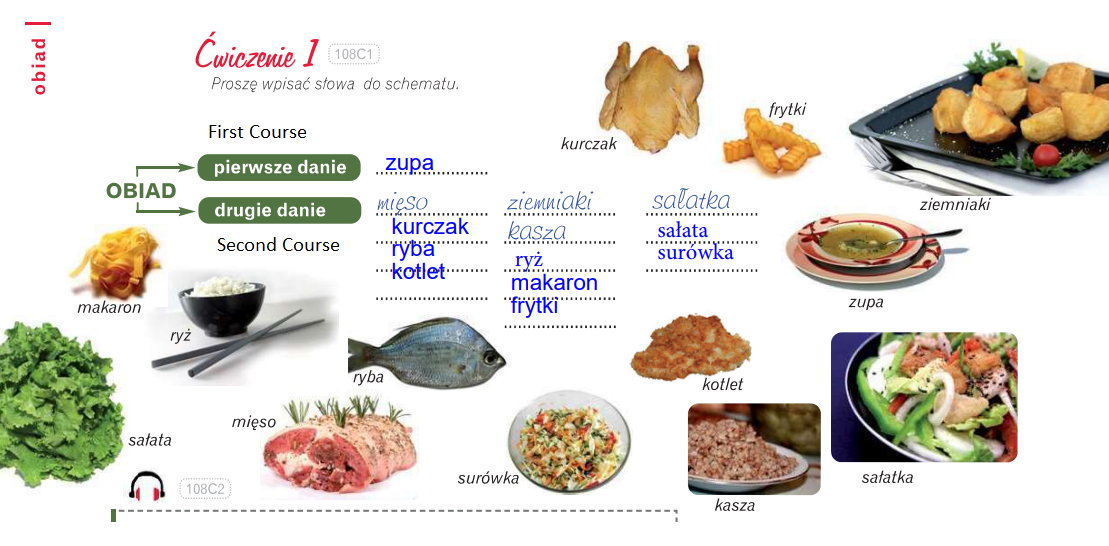 obiad
Ćwiczenie 1 108C1
Proszę wpisać słowa do schematu.
First Course
OBIAD
pierwsze danie
zupa
drugie danie
Second Course
mięso
kurczak
ryba
kotlet
ziemniaki
kasza
ryż
makaron
frytki
sałatka
sałata
surówka
kurczak
frytki
ziemniaki
makaron
ryż
ryba
kotlet
zupa
sałata
mięso
surówka
kasza
sałatka
108C2